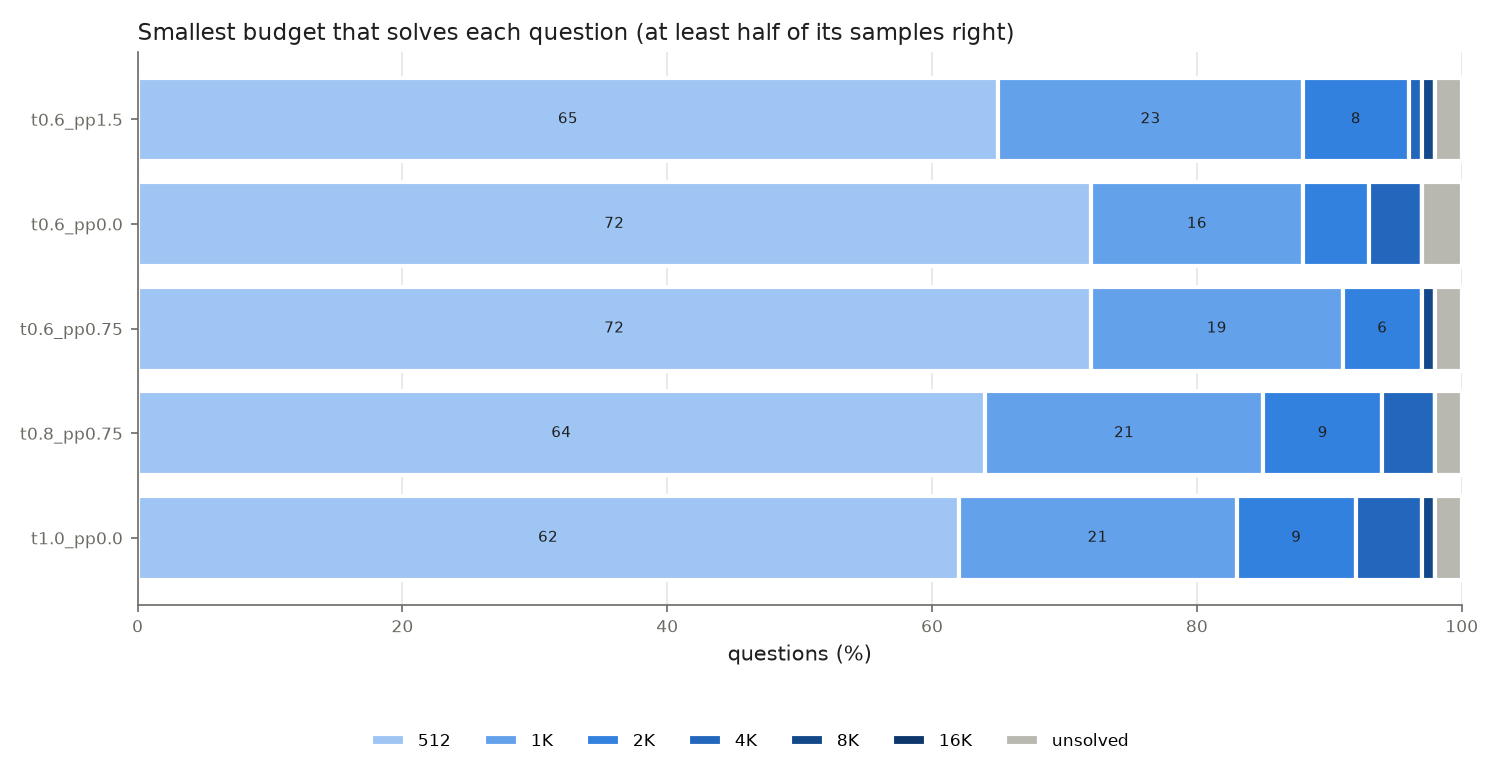 Smallest budget that solves each question (at least half of its samples right)
t0.6_pp1.5 65 23 8
t0.6_pp0.0 72 16
t0.6_pp0.75 72 19 6
t0.8_pp0.75 64 21 9
t1.0_pp0.0 62 21 9
0 20 40 60 80 100
questions (%)
512 1K 2K 4K 8K 16K unsolved